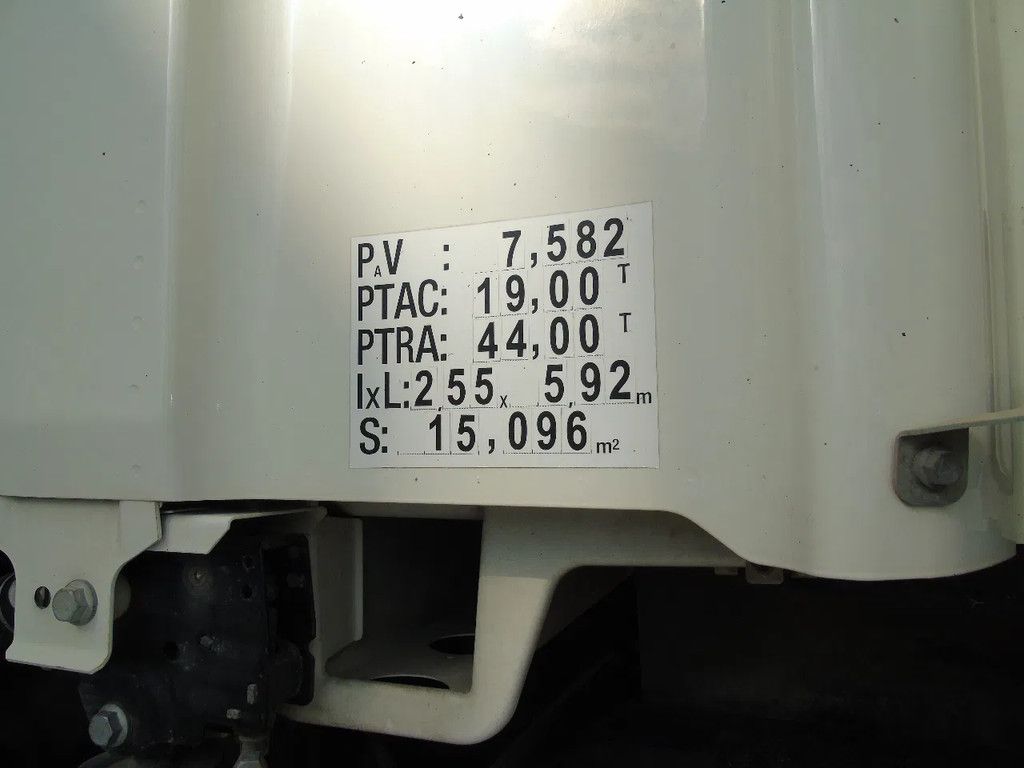 PAV : 7,582
PTAC: 19,00 T
PTRA: 44,00 T
IxL: 2,55 x 5,92 m
S: 15,096 m²